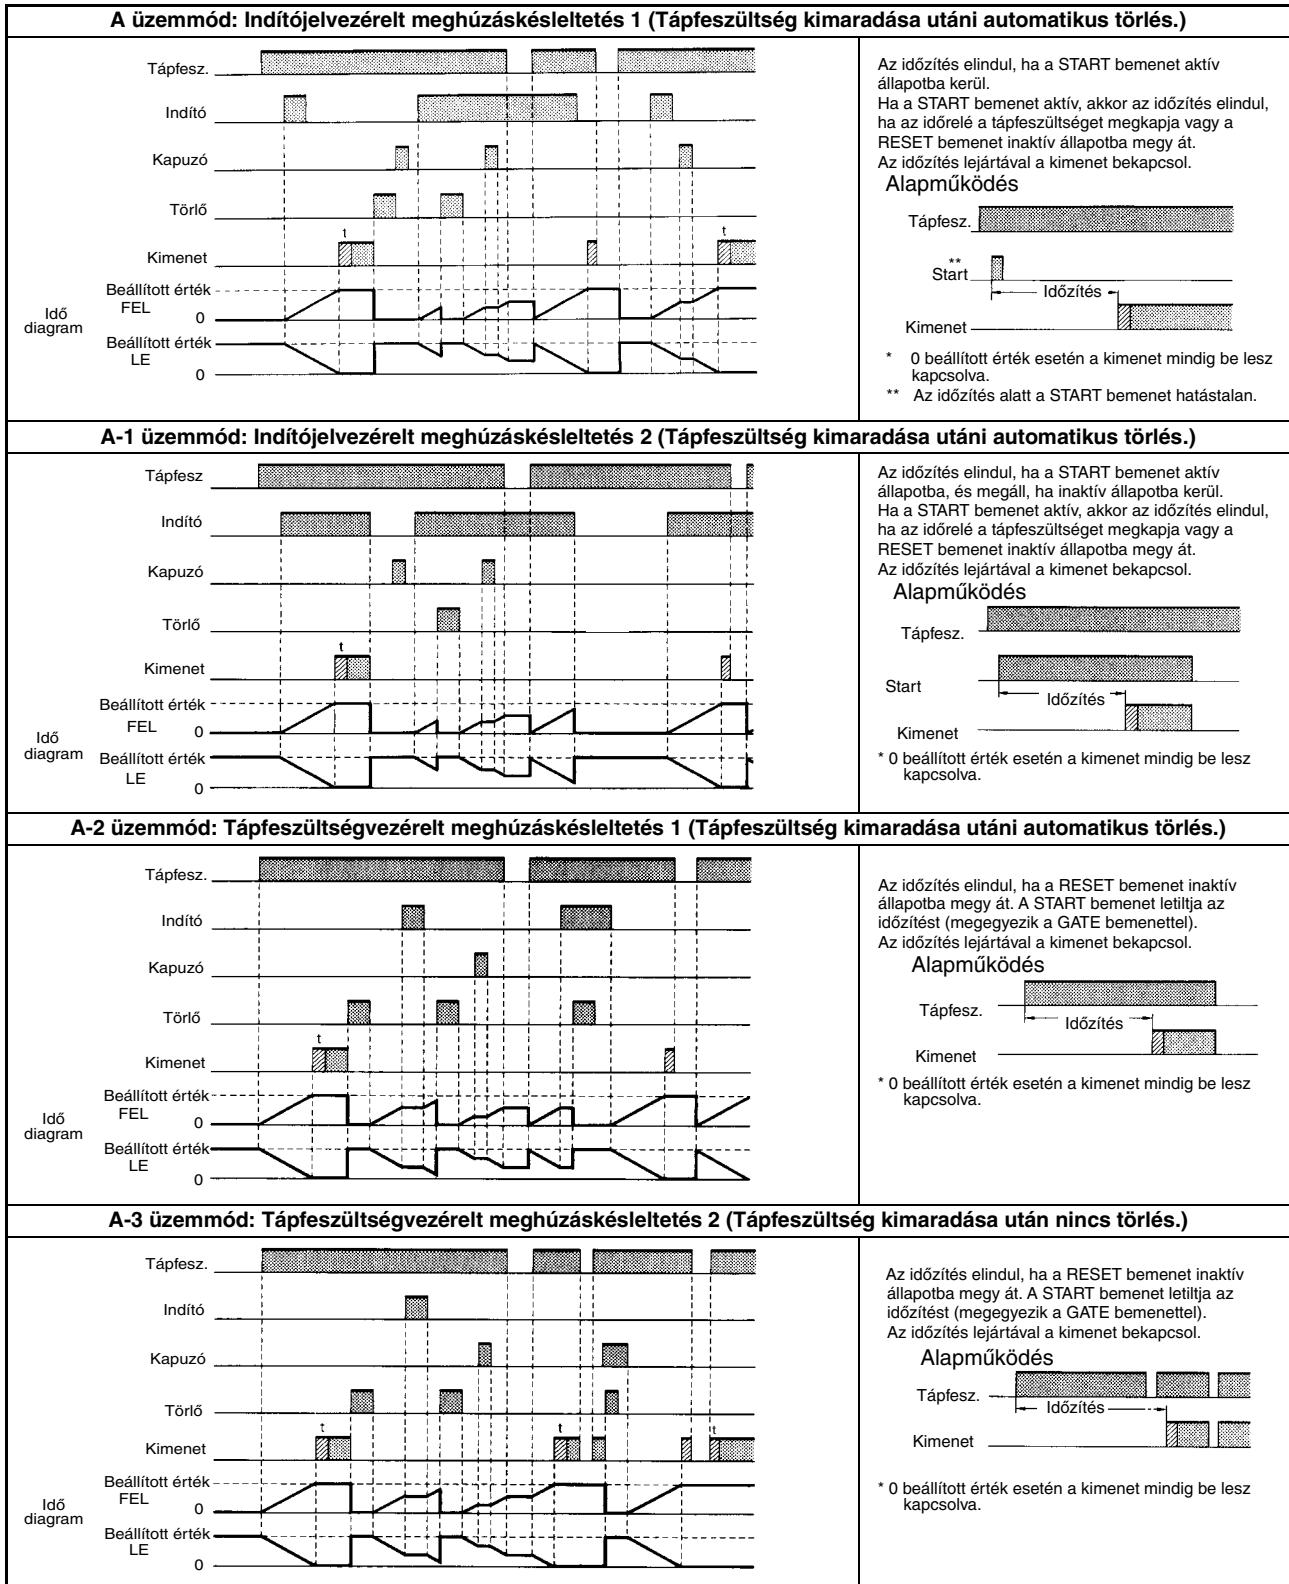 A üzemmód: Indítójelvezérelt meghúzáskésleltetés 1 (Tápfeszültség kimaradása utáni automatikus törlés.)
Tápfesz.
Indító
Kapuzó
Törlő
t
t
Kimenet
Beállított érték
FEL
0
Idő
diagram
Beállított érték
LE
0
Az időzítés elindul, ha a START bemenet aktív
állapotba kerül.
Ha a START bemenet aktív, akkor az időzítés elindul,
ha az időrelé a tápfeszültséget megkapja vagy a
RESET bemenet inaktív állapotba megy át.
Az időzítés lejártával a kimenet bekapcsol.
Alapműködés
Tápfesz.
**
Start
Időzítés
Kimenet
* 0 beállított érték esetén a kimenet mindig be lesz
kapcsolva.
** Az időzítés alatt a START bemenet hatástalan.
A-1 üzemmód: Indítójelvezérelt meghúzáskésleltetés 2 (Tápfeszültség kimaradása utáni automatikus törlés.)
Tápfesz
Indító
Kapuzó
Törlő
t
Kimenet
Beállított érték
FEL
0
Idő
diagram
Beállított érték
LE
0
Az időzítés elindul, ha a START bemenet aktív
állapotba, és megáll, ha inaktív állapotba kerül.
Ha a START bemenet aktív, akkor az időzítés elindul,
ha az időrelé a tápfeszültséget megkapja vagy a
RESET bemenet inaktív állapotba megy át.
Az időzítés lejártával a kimenet bekapcsol.
Alapműködés
Tápfesz.
Start
Időzítés
Kimenet
* 0 beállított érték esetén a kimenet mindig be lesz
kapcsolva.
A-2 üzemmód: Tápfeszültségvezérelt meghúzáskésleltetés 1 (Tápfeszültség kimaradása utáni automatikus törlés.)
Tápfesz.
Indító
Kapuzó
Törlő
t
Kimenet
Beállított érték
FEL
0
Idő
diagram
Beállított érték
LE
0
Az időzítés elindul, ha a RESET bemenet inaktív
állapotba megy át. A START bemenet letiltja az
időzítést (megegyezik a GATE bemenettel).
Az időzítés lejártával a kimenet bekapcsol.
Alapműködés
Tápfesz.
Időzítés
Kimenet
* 0 beállított érték esetén a kimenet mindig be lesz
kapcsolva.
A-3 üzemmód: Tápfeszültségvezérelt meghúzáskésleltetés 2 (Tápfeszültség kimaradása után nincs törlés.)
Tápfesz.
Indító
Kapuzó
Törlő
t
t
t
Kimenet
Beállított érték
FEL
0
Idő
diagram
Beállított érték
LE
0
Az időzítés elindul, ha a RESET bemenet inaktív
állapotba megy át. A START bemenet letiltja az
időzítést (megegyezik a GATE bemenettel).
Az időzítés lejártával a kimenet bekapcsol.
Alapműködés
Tápfesz.
Időzítés
Kimenet
* 0 beállított érték esetén a kimenet mindig be lesz
kapcsolva.